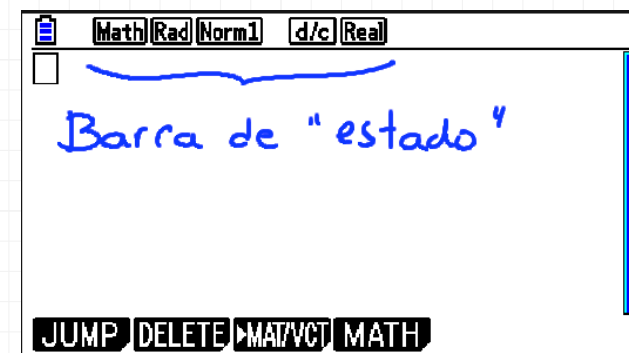 Math Rad Norm1 d/c Real
Barra de "estado"
JUMP DELETE ►MAT/VCT MATH